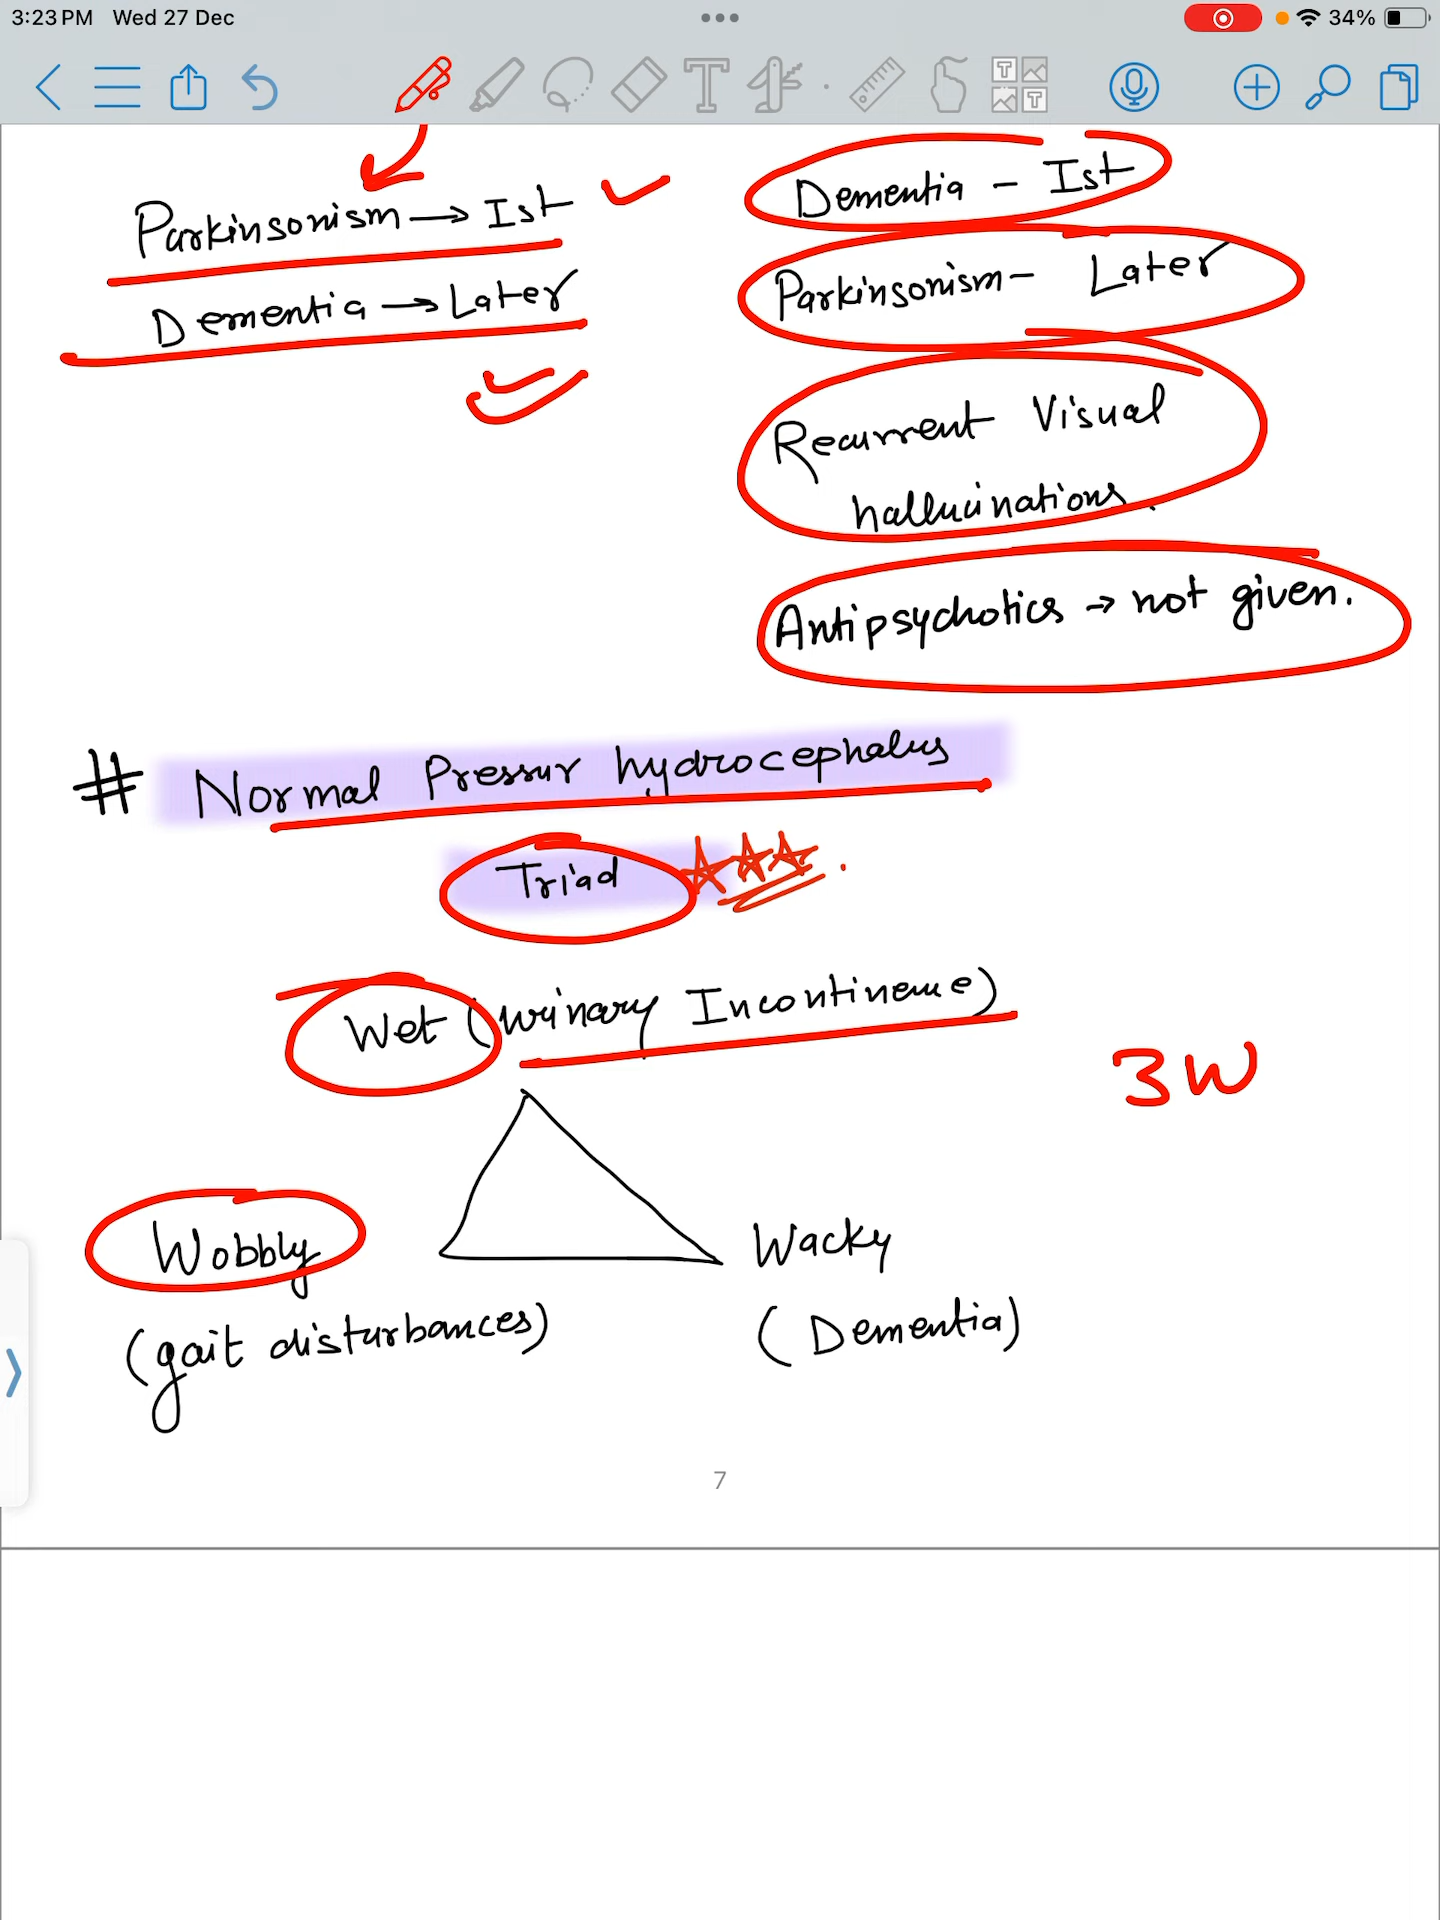 3:23 PM Wed 27 Dec
34%
Parkinsonism → Ist
Dementia → Later
Dementia - Ist
Parkinsonism - Later
Recurrent Visual
hallucinations.
Antipsychotics → not given.
# Normal Pressur hydrocephalus
Triad
Wet (Urinary Incontinence)
3W
Wobbly
(gait disturbances)
Wacky
(Dementia)
7